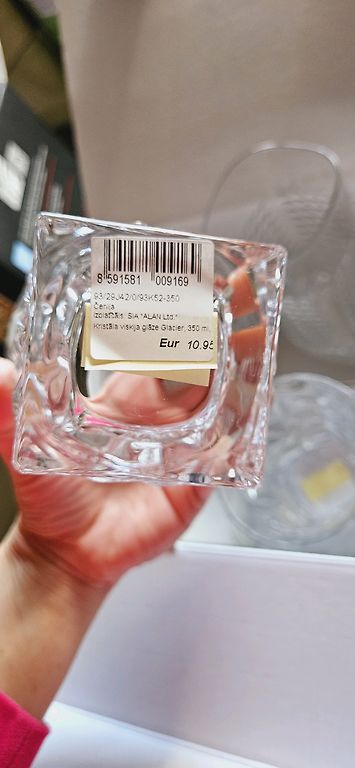 8 591581 009169
93/29J42/0/93K52-350
Čehija
Izplatītājs: SIA "ALAN Ltd."
Kristāla viskija glāze Glacier, 350 ml,
Eur 10.95